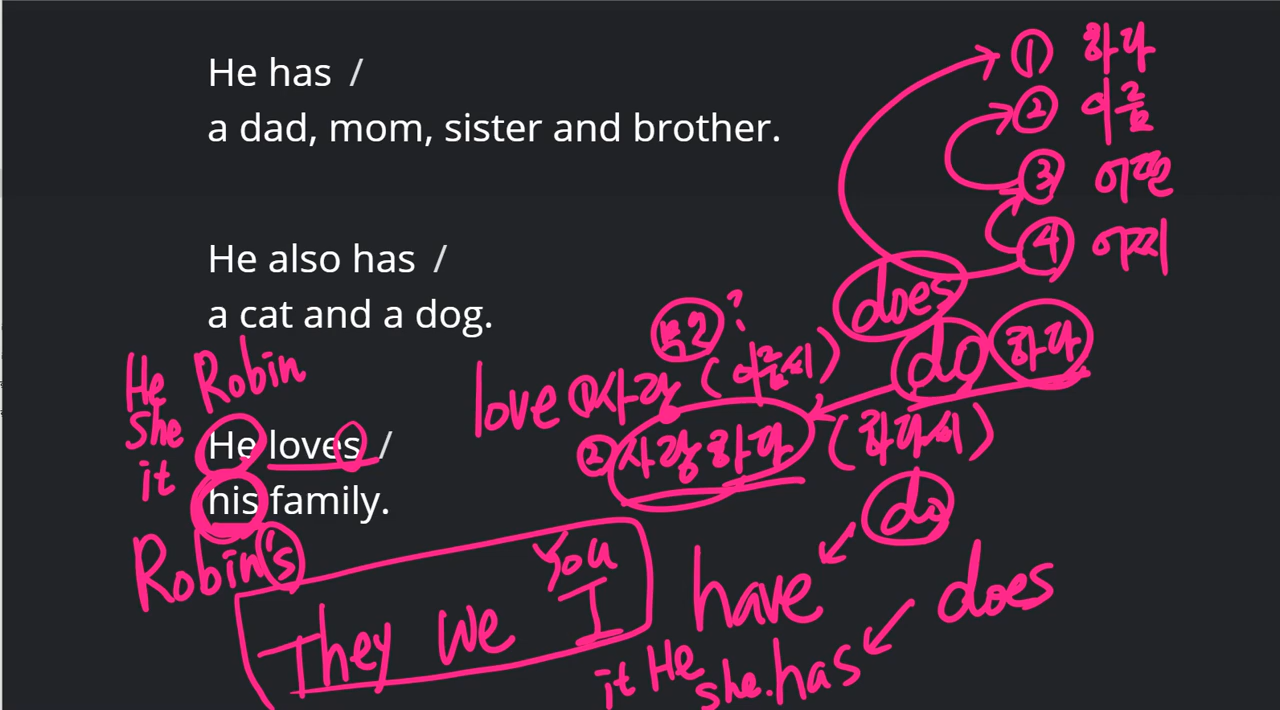 He has /
a dad, mom, sister and brother.
① 하다
② 이름
③ 어떤
④ 어찌
He also has /
a cat and a dog.
does
do 하다
He Robin
She
it
love ①사랑 (이름씨)
②사랑하다 (하다씨)
He loves /
his family.
Robin's
do
They We You I
have
does
it He she. has